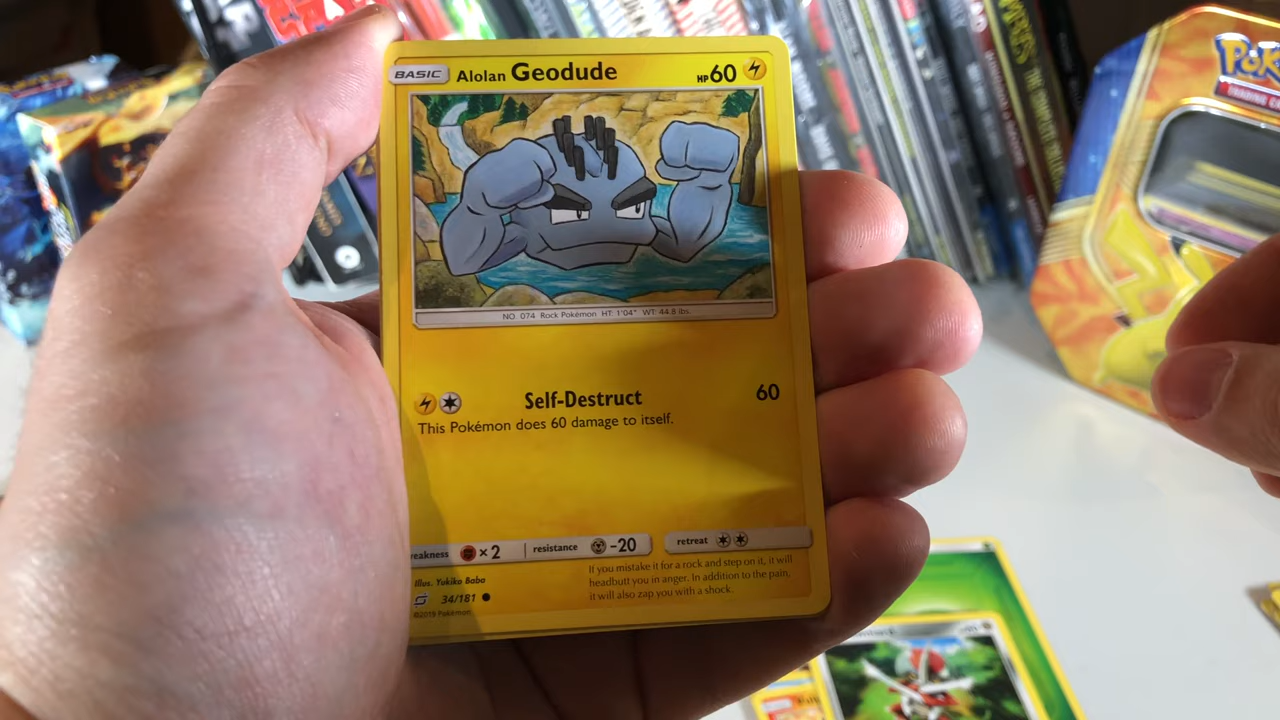 BASIC Alolan Geodude HP60
NO. 074 Rock Pokémon HT: 1'04" WT: 44.8 lbs.
Self-Destruct 60
This Pokémon does 60 damage to itself.
eakness ×2 resistance -20 retreat
If you mistake it for a rock and step on it, it will
headbutt you in anger. In addition to the pain,
it will also zap you with a shock.
Illus. Yukiko Baba
34/181
©2019 Pokémon
POK